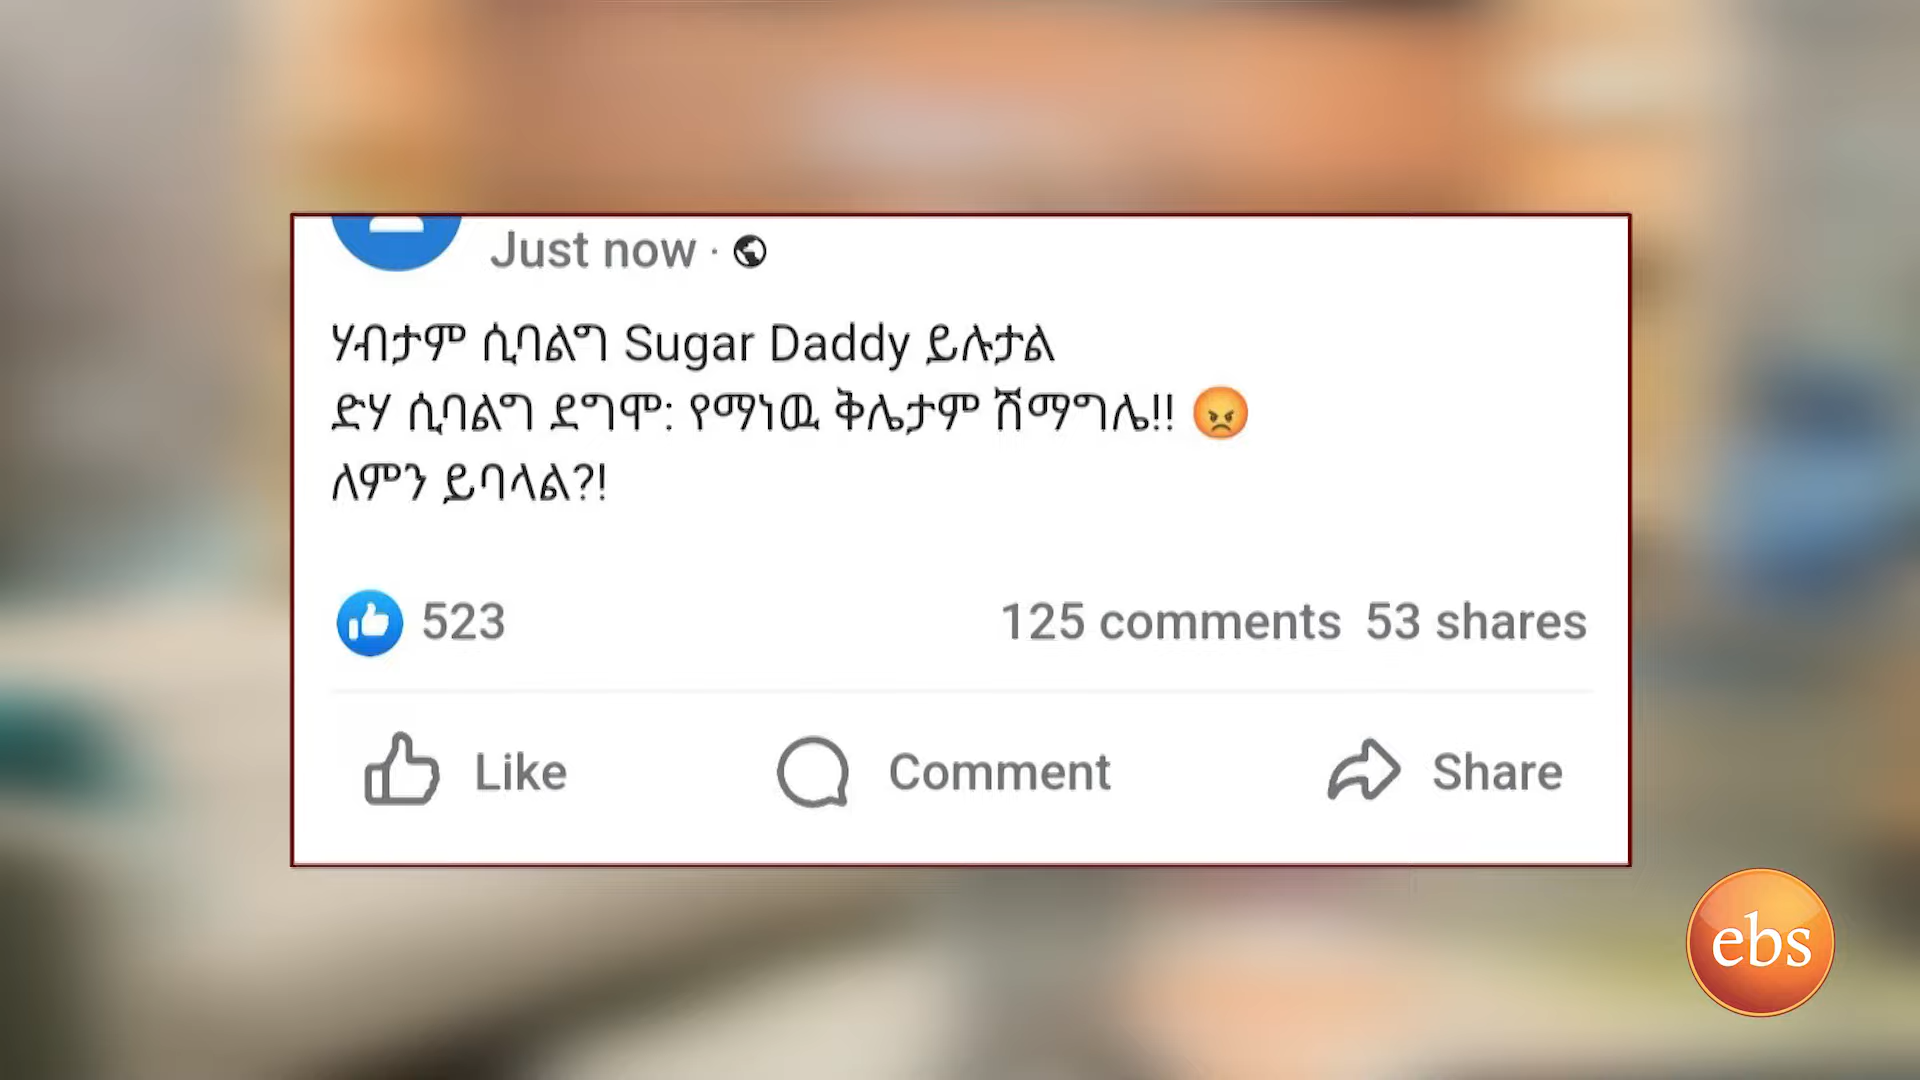 Just now ·
ሃብታም ሲባልግ Sugar Daddy ይሉታል
ድሃ ሲባልግ ደግሞ: የማነዉ ቅሌታም ሽማግሌ!! 😡
ለምን ይባላል?!
523
125 comments 53 shares
Like Comment Share
ebs